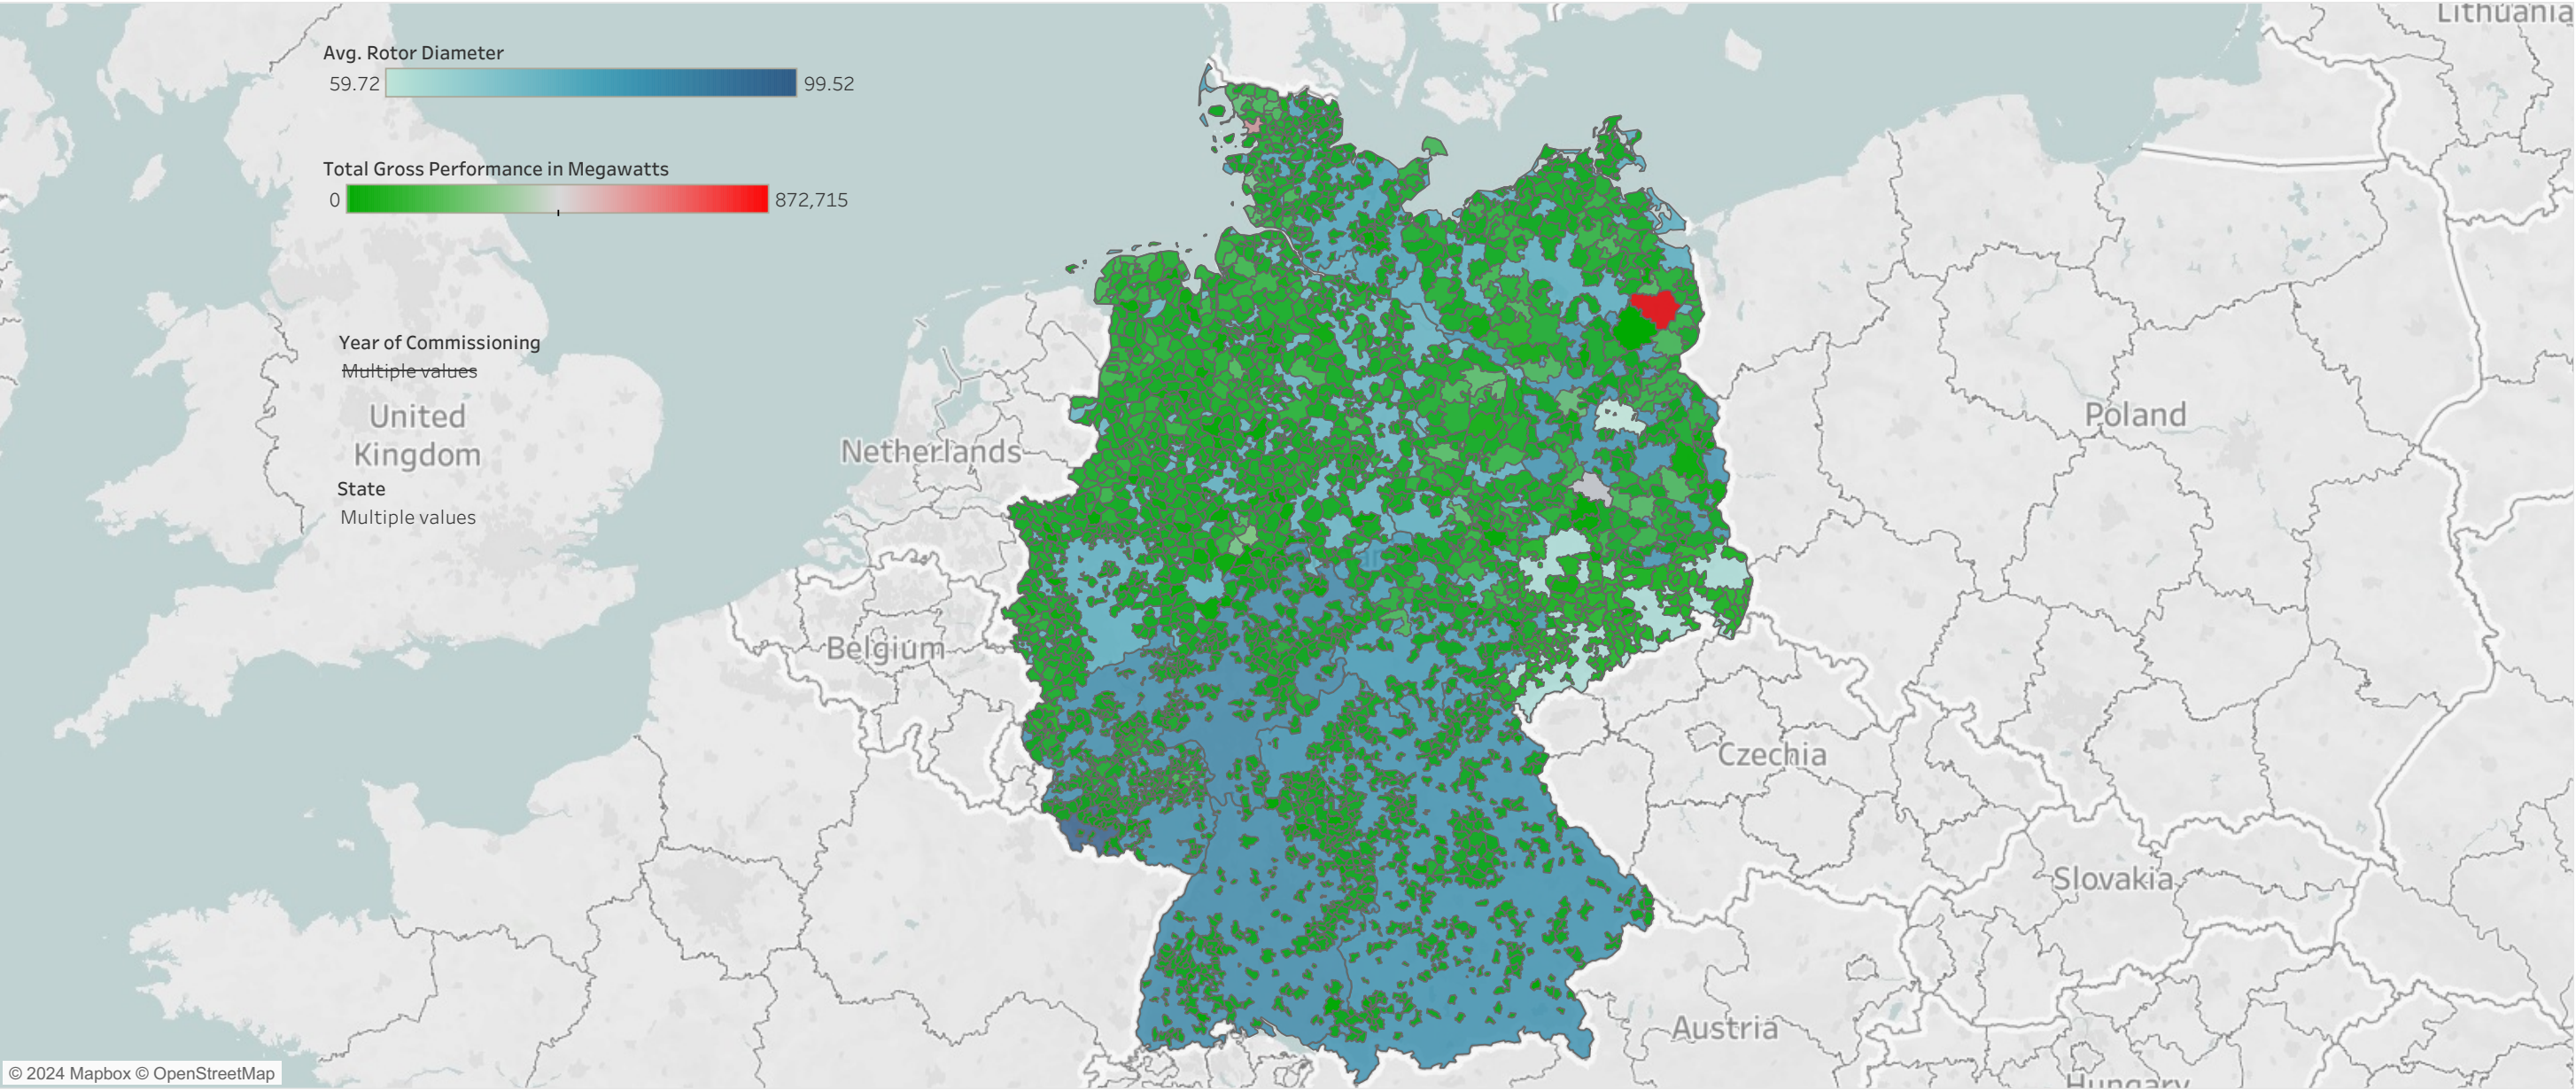 Lithuania
Avg. Rotor Diameter
59.72
99.52
Total Gross Performance in Megawatts
0
872,715
Year of Commissioning
Multiple values
United
Kingdom
Netherlands
Poland
State
Multiple values
Belgium
Czechia
Slovakia
Austria
© 2024 Mapbox © OpenStreetMap
Hungary